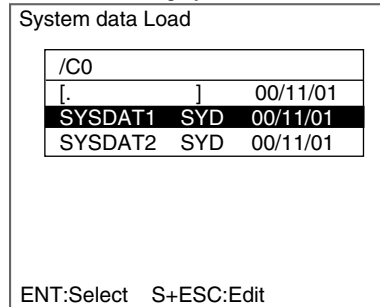 System data Load
/C0
[. ] 00/11/01
SYSDAT1 SYD 00/11/01
SYSDAT2 SYD 00/11/01
ENT:Select S+ESC:Edit